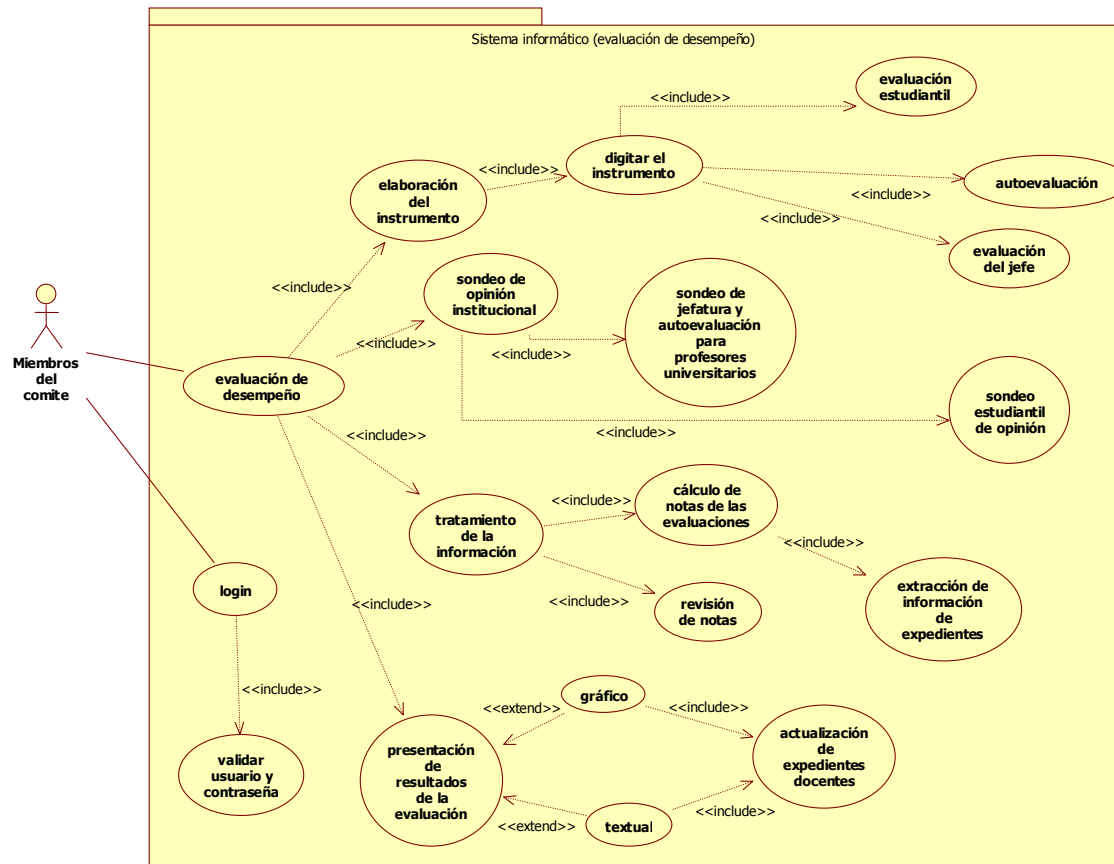 Sistema informático (evaluación de desempeño)
evaluación
estudiantil
<<include>>
digitar el
instrumento
<<include>>
autoevaluación
<<include>>
elaboración
del
instrumento
<<include>>
evaluación
del jefe
<<include>>
sondeo de
opinión
institucional
sondeo de
jefatura y
autoevaluación
para
profesores
universitarios
<<include>>
<<include>>
Miembros
del
comite
evaluación de
desempeño
sondeo
estudiantil
de opinión
<<include>>
<<include>>
cálculo de
notas de las
evaluaciones
<<include>>
tratamiento
de la
información
<<include>>
<<include>>
revisión
de notas
extracción de
información de
expedientes
login
<<include>>
<<include>>
gráfico
<<extend>>
<<include>>
validar
usuario y
contraseña
presentación
de
resultados
de la
evaluación
actualización
de
expedientes
docentes
<<extend>>
textual
<<include>>